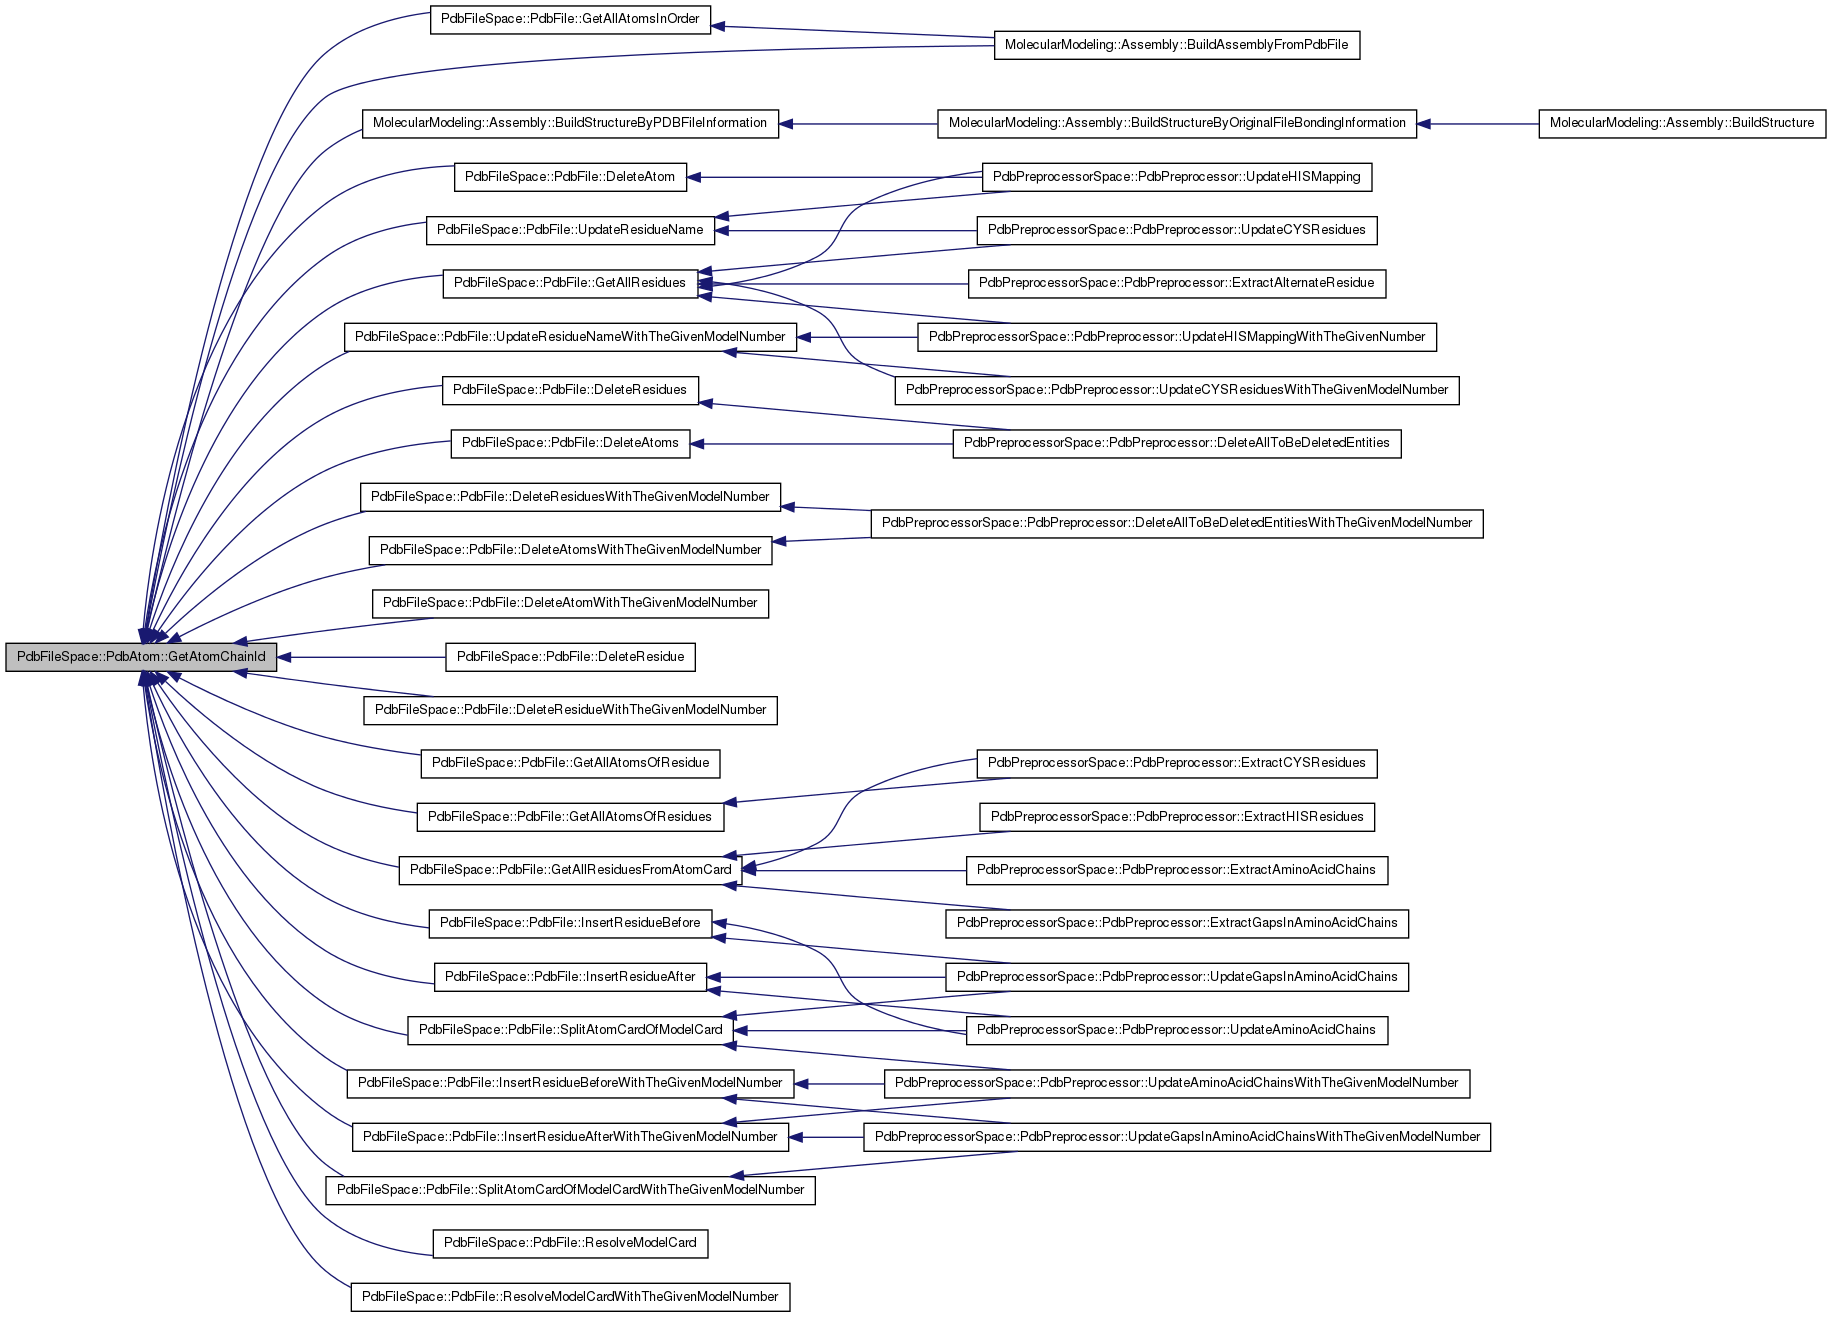 PdbFileSpace::PdbFile::GetAllAtomsInOrder
MolecularModeling::Assembly::BuildAssemblyFromPdbFile
MolecularModeling::Assembly::BuildStructureByPDBFileInformation
MolecularModeling::Assembly::BuildStructureByOriginalFileBondingInformation
MolecularModeling::Assembly::BuildStructure
PdbFileSpace::PdbFile::DeleteAtom
PdbPreprocessorSpace::PdbPreprocessor::UpdateHISMapping
PdbFileSpace::PdbFile::UpdateResidueName
PdbPreprocessorSpace::PdbPreprocessor::UpdateCYSResidues
PdbFileSpace::PdbFile::GetAllResidues
PdbPreprocessorSpace::PdbPreprocessor::ExtractAlternateResidue
PdbFileSpace::PdbFile::UpdateResidueNameWithTheGivenModelNumber
PdbPreprocessorSpace::PdbPreprocessor::UpdateHISMappingWithTheGivenNumber
PdbFileSpace::PdbFile::DeleteResidues
PdbPreprocessorSpace::PdbPreprocessor::UpdateCYSResiduesWithTheGivenModelNumber
PdbFileSpace::PdbFile::DeleteAtoms
PdbPreprocessorSpace::PdbPreprocessor::DeleteAllToBeDeletedEntities
PdbFileSpace::PdbFile::DeleteResiduesWithTheGivenModelNumber
PdbPreprocessorSpace::PdbPreprocessor::DeleteAllToBeDeletedEntitiesWithTheGivenModelNumber
PdbFileSpace::PdbFile::DeleteAtomsWithTheGivenModelNumber
PdbFileSpace::PdbFile::DeleteAtomWithTheGivenModelNumber
PdbFileSpace::PdbAtom::GetAtomChainId
PdbFileSpace::PdbFile::DeleteResidue
PdbFileSpace::PdbFile::DeleteResidueWithTheGivenModelNumber
PdbFileSpace::PdbFile::GetAllAtomsOfResidue
PdbPreprocessorSpace::PdbPreprocessor::ExtractCYSResidues
PdbFileSpace::PdbFile::GetAllAtomsOfResidues
PdbPreprocessorSpace::PdbPreprocessor::ExtractHISResidues
PdbFileSpace::PdbFile::GetAllResiduesFromAtomCard
PdbPreprocessorSpace::PdbPreprocessor::ExtractAminoAcidChains
PdbFileSpace::PdbFile::InsertResidueBefore
PdbPreprocessorSpace::PdbPreprocessor::ExtractGapsInAminoAcidChains
PdbFileSpace::PdbFile::InsertResidueAfter
PdbPreprocessorSpace::PdbPreprocessor::UpdateGapsInAminoAcidChains
PdbFileSpace::PdbFile::SplitAtomCardOfModelCard
PdbPreprocessorSpace::PdbPreprocessor::UpdateAminoAcidChains
PdbFileSpace::PdbFile::InsertResidueBeforeWithTheGivenModelNumber
PdbPreprocessorSpace::PdbPreprocessor::UpdateAminoAcidChainsWithTheGivenModelNumber
PdbFileSpace::PdbFile::InsertResidueAfterWithTheGivenModelNumber
PdbPreprocessorSpace::PdbPreprocessor::UpdateGapsInAminoAcidChainsWithTheGivenModelNumber
PdbFileSpace::PdbFile::SplitAtomCardOfModelCardWithTheGivenModelNumber
PdbFileSpace::PdbFile::ResolveModelCard
PdbFileSpace::PdbFile::ResolveModelCardWithTheGivenModelNumber